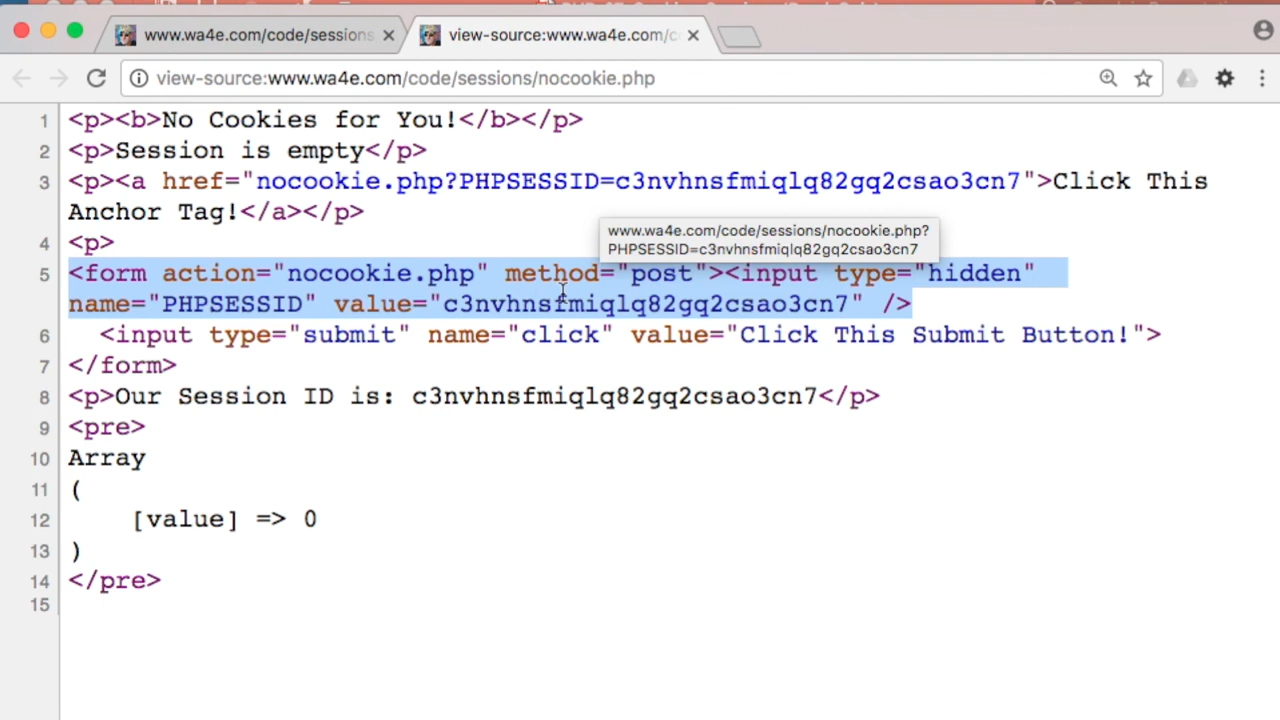 www.wa4e.com/code/sessions
view-source:www.wa4e.com/c
view-source:www.wa4e.com/code/sessions/nocookie.php
1 <p><b>No Cookies for You!</b></p>
2 <p>Session is empty</p>
3 <p><a href="nocookie.php?PHPSESSID=c3nvhnsfmiqlq82gq2csao3cn7">Click This
Anchor Tag!</a></p>
www.wa4e.com/code/sessions/nocookie.php?
PHPSESSID=c3nvhnsfmiqlq82gq2csao3cn7
4 <p>
5 <form action="nocookie.php" method="post"><input type="hidden"
name="PHPSESSID" value="c3nvhnsfmiqlq82gq2csao3cn7" />
6 <input type="submit" name="click" value="Click This Submit Button!">
7 </form>
8 <p>Our Session ID is: c3nvhnsfmiqlq82gq2csao3cn7</p>
9 <pre>
10 Array
11 (
12 [value] => 0
13 )
14 </pre>
15